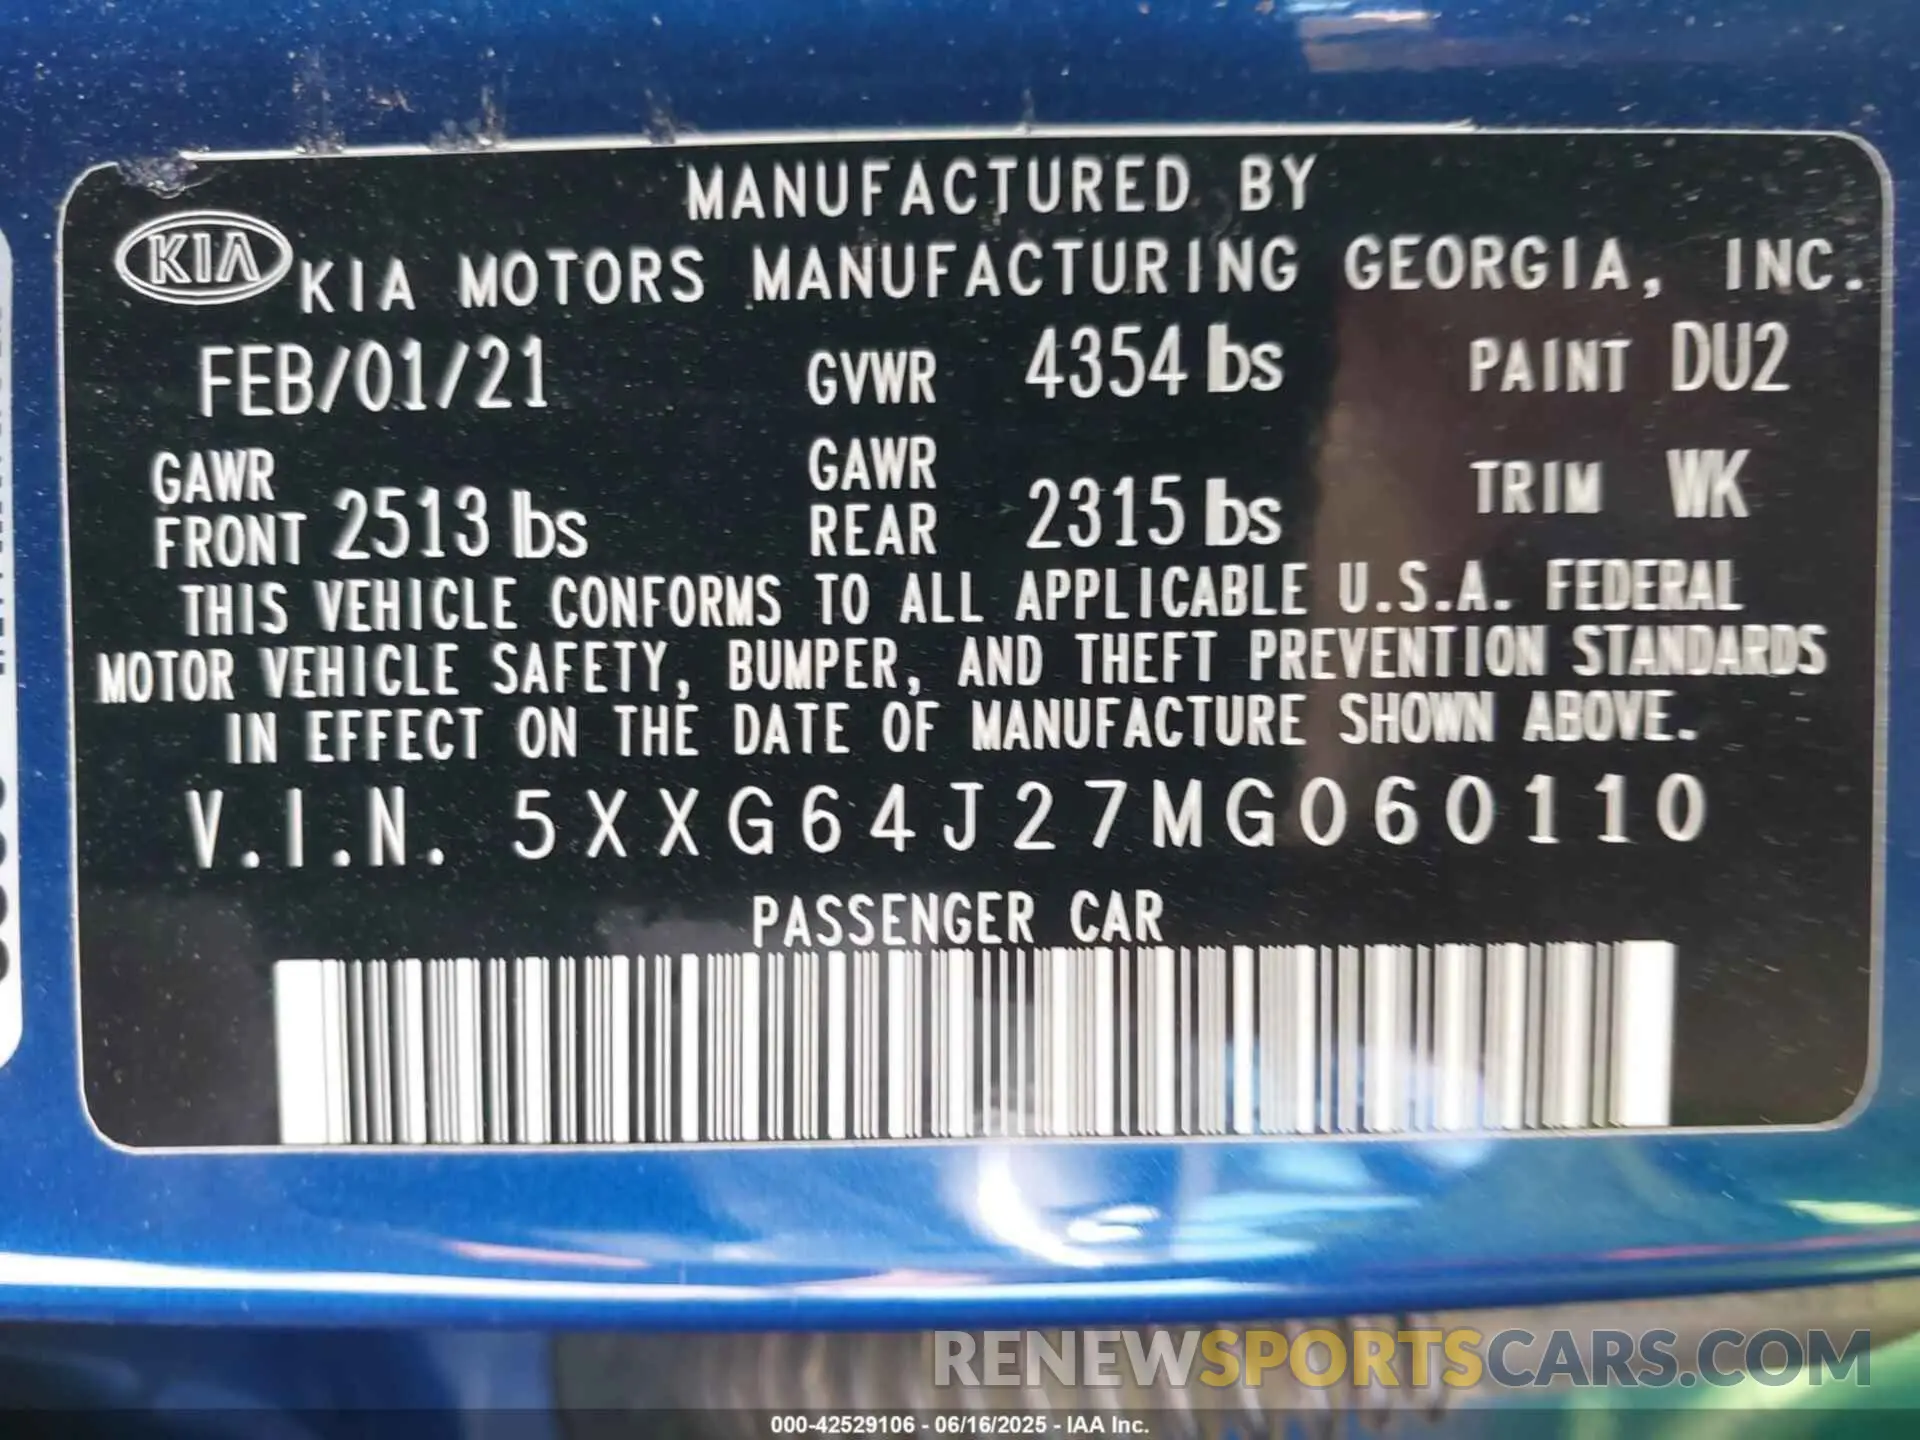 MANUFACTURED BY
KIA KIA MOTORS MANUFACTURING GEORGIA, INC.
FEB/01/21 GVWR 4354 lbs PAINT DU2
GAWR FRONT 2513 lbs GAWR REAR 2315 lbs TRIM WK
THIS VEHICLE CONFORMS TO ALL APPLICABLE U.S.A. FEDERAL
MOTOR VEHICLE SAFETY, BUMPER, AND THEFT PREVENTION STANDARDS
IN EFFECT ON THE DATE OF MANUFACTURE SHOWN ABOVE.
V.I.N. 5XXG64J27MG060110
PASSENGER CAR
RENEWSPORTSCARS.COM
000-42529106 - 06/16/2025 - IAA Inc.